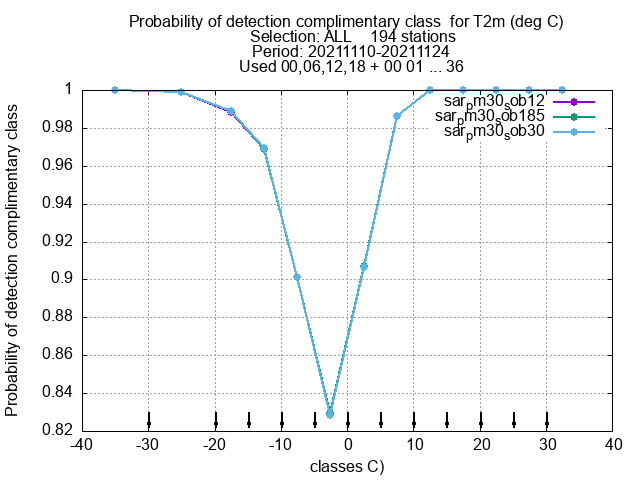 Probability of detection complimentary class  for T2m (deg C)
Selection: ALL    194 stations
Period: 20211110-20211124
Used 00,06,12,18 + 00 01 ... 36
Probability of detection complimentary class
1
0.98
0.96
0.94
0.92
0.9
0.88
0.86
0.84
0.82
sar_pm30_sob12
sar_pm30_sob185
sar_pm30_sob30
-40 -30 -20 -10 0 10 20 30 40
classes C)